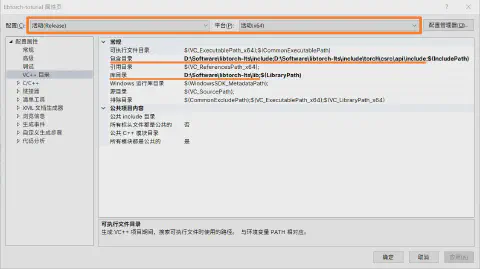 libtorch-tutorial 属性页
配置(C): 活动(Release) 平台(P): 活动(x64) 配置管理器(O)...
配置属性
常规
高级
调试
VC++ 目录
C/C++
链接器
清单工具
XML 文档生成器
浏览信息
生成事件
自定义生成步骤
代码分析
常规
可执行文件目录 $(VC_ExecutablePath_x64);$(CommonExecutablePath)
包含目录 D:\Software\libtorch-lts\include;D:\Software\libtorch-lts\include\torch\csrc\api\include;$(IncludePath)
引用目录 $(VC_ReferencesPath_x64);
库目录 D:\Software\libtorch-lts\lib;$(LibraryPath)
Windows 运行库目录 $(WindowsSDK_MetadataPath);
源目录 $(VC_SourcePath);
排除目录 $(CommonExcludePath);$(VC_ExecutablePath_x64);$(VC_LibraryPath_x64)
公共项目内容
公共 include 目录
所有标头文件都是公共的 否
公共 C++ 模块目录
所有模块都是公共的 是
可执行文件目录
生成 VC++ 项目期间，搜索可执行文件时使用的路径。 与环境变量 PATH 相对应。
确定
取消
应用(A)